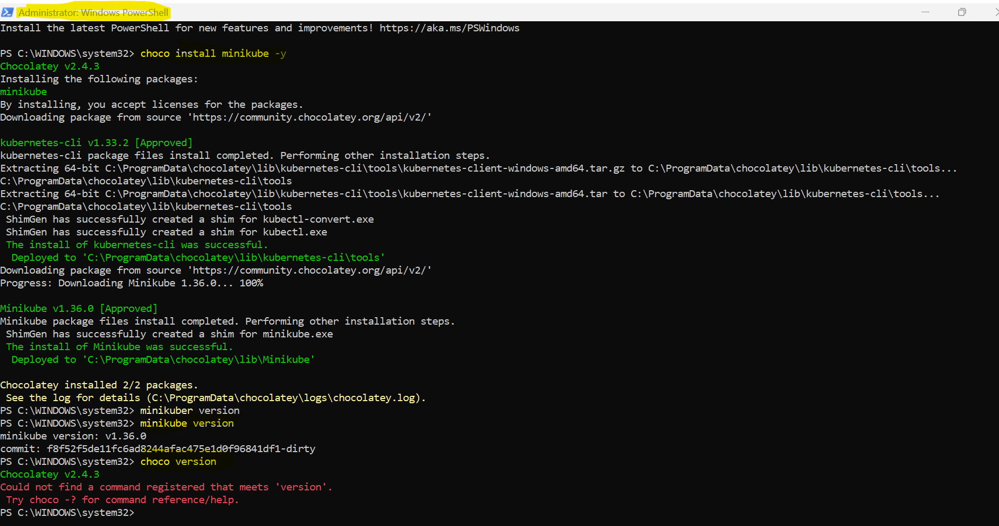 Administrator: Windows PowerShell
Install the latest PowerShell for new features and improvements! https://aka.ms/PSWindows
PS C:\WINDOWS\system32> choco install minikube -y
Chocolatey v2.4.3
Installing the following packages:
minikube
By installing, you accept licenses for the packages.
Downloading package from source 'https://community.chocolatey.org/api/v2/'
kubernetes-cli v1.33.2 [Approved]
kubernetes-cli package files install completed. Performing other installation steps.
Extracting 64-bit C:\ProgramData\chocolatey\lib\kubernetes-cli\tools\kubernetes-client-windows-amd64.tar.gz to C:\ProgramData\chocolatey\lib\kubernetes-cli\tools...
C:\ProgramData\chocolatey\lib\kubernetes-cli\tools
Extracting 64-bit C:\ProgramData\chocolatey\lib\kubernetes-cli\tools\kubernetes-client-windows-amd64.tar to C:\ProgramData\chocolatey\lib\kubernetes-cli\tools...
C:\ProgramData\chocolatey\lib\kubernetes-cli\tools
ShimGen has successfully created a shim for kubectl-convert.exe
ShimGen has successfully created a shim for kubectl.exe
The install of kubernetes-cli was successful.
Deployed to 'C:\ProgramData\chocolatey\lib\kubernetes-cli\tools'
Downloading package from source 'https://community.chocolatey.org/api/v2/'
Progress: Downloading Minikube 1.36.0... 100%
Minikube v1.36.0 [Approved]
Minikube package files install completed. Performing other installation steps.
ShimGen has successfully created a shim for minikube.exe
The install of Minikube was successful.
Deployed to 'C:\ProgramData\chocolatey\lib\Minikube'
Chocolatey installed 2/2 packages.
See the log for details (C:\ProgramData\chocolatey\logs\chocolatey.log).
PS C:\WINDOWS\system32> minikuber version
PS C:\WINDOWS\system32> minikube version
minikube version: v1.36.0
commit: f8f52f5de11fc6ad8244afac475e1d0f96841df1-dirty
PS C:\WINDOWS\system32> choco version
Chocolatey v2.4.3
Could not find a command registered that meets 'version'.
Try choco -? for command reference/help.
PS C:\WINDOWS\system32>